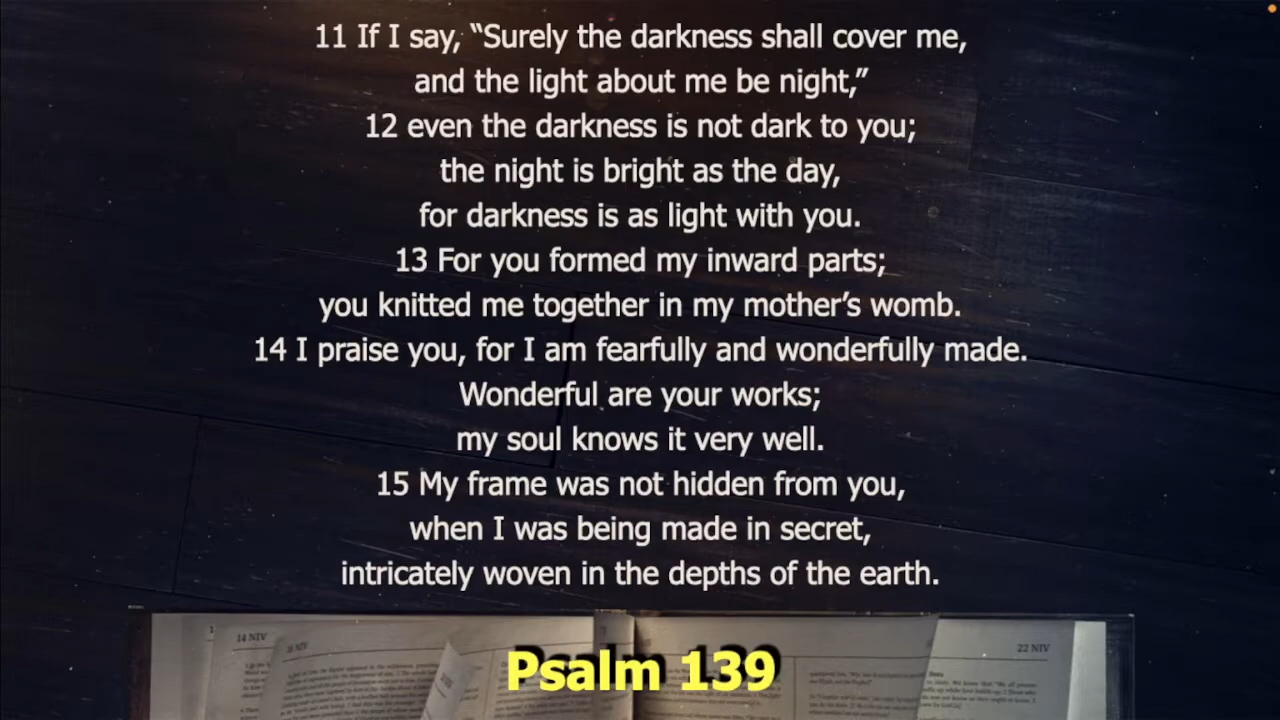 11 If I say, “Surely the darkness shall cover me,
and the light about me be night,”
12 even the darkness is not dark to you;
the night is bright as the day,
for darkness is as light with you.
13 For you formed my inward parts;
you knitted me together in my mother’s womb.
14 I praise you, for I am fearfully and wonderfully made.
Wonderful are your works;
my soul knows it very well.
15 My frame was not hidden from you,
when I was being made in secret,
intricately woven in the depths of the earth.
14 NIV
22 NIV
Psalm 139